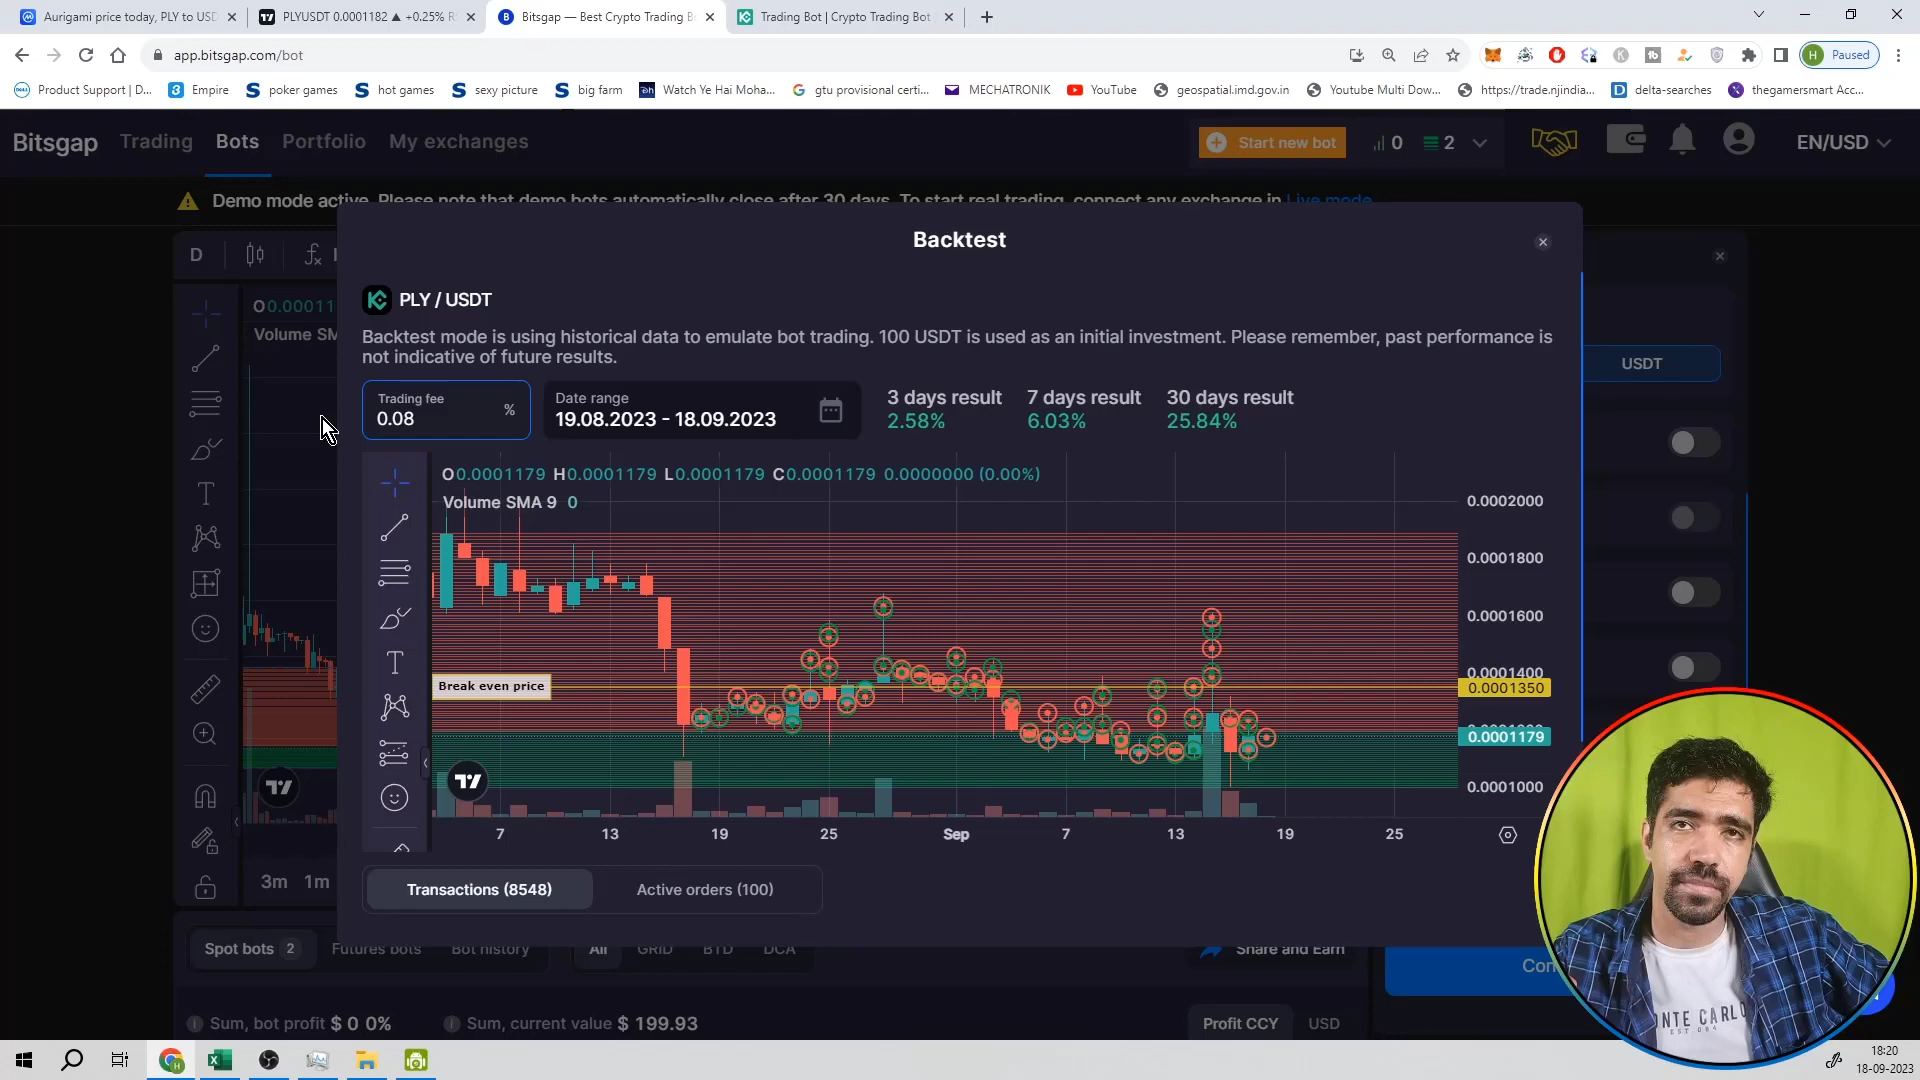 Aurigami price today, PLY to USD
PLYUSDT 0.0001182 ▲ +0.25% R
Bitsgap — Best Crypto Trading B
Trading Bot | Crypto Trading Bot
app.bitsgap.com/bot
Paused
Product Support | D...
Empire
poker games
hot games
sexy picture
big farm
Watch Ye Hai Moha...
gtu provisional certi...
MECHATRONIK
YouTube
geospatial.imd.gov.in
Youtube Multi Dow...
https://trade.njindia...
delta-searches
thegamersmart Acc...
Bitsgap
Trading
Bots
Portfolio
My exchanges
Start new bot
0
2
EN/USD
Demo mode active. Please note that demo bots automatically close after 30 days. To start real trading, connect any exchange in Live mode
Backtest
D
PLY / USDT
O0.00011
Volume SM
Backtest mode is using historical data to emulate bot trading. 100 USDT is used as an initial investment. Please remember, past performance is
not indicative of future results.
USDT
Trading fee
0.08
%
Date range
19.08.2023 - 18.09.2023
3 days result
2.58%
7 days result
6.03%
30 days result
25.84%
O0.0001179 H0.0001179 L0.0001179 C0.0001179 0.0000000 (0.00%)
Volume SMA 9 0
0.0002000
0.0001800
0.0001600
0.0001400
0.0001350
Break even price
0.0001179
0.0001000
7
13
19
25
Sep
7
13
19
25
3m
1m
Transactions (8548)
Active orders (100)
Spot bots 2
Futures bots
Bot history
All
GRID
BTD
DCA
Share and Earn
Con
Sum, bot profit $ 0 0%
Sum, current value $ 199.93
Profit CCY
USD
NTE CARLO
18:20
18-09-2023